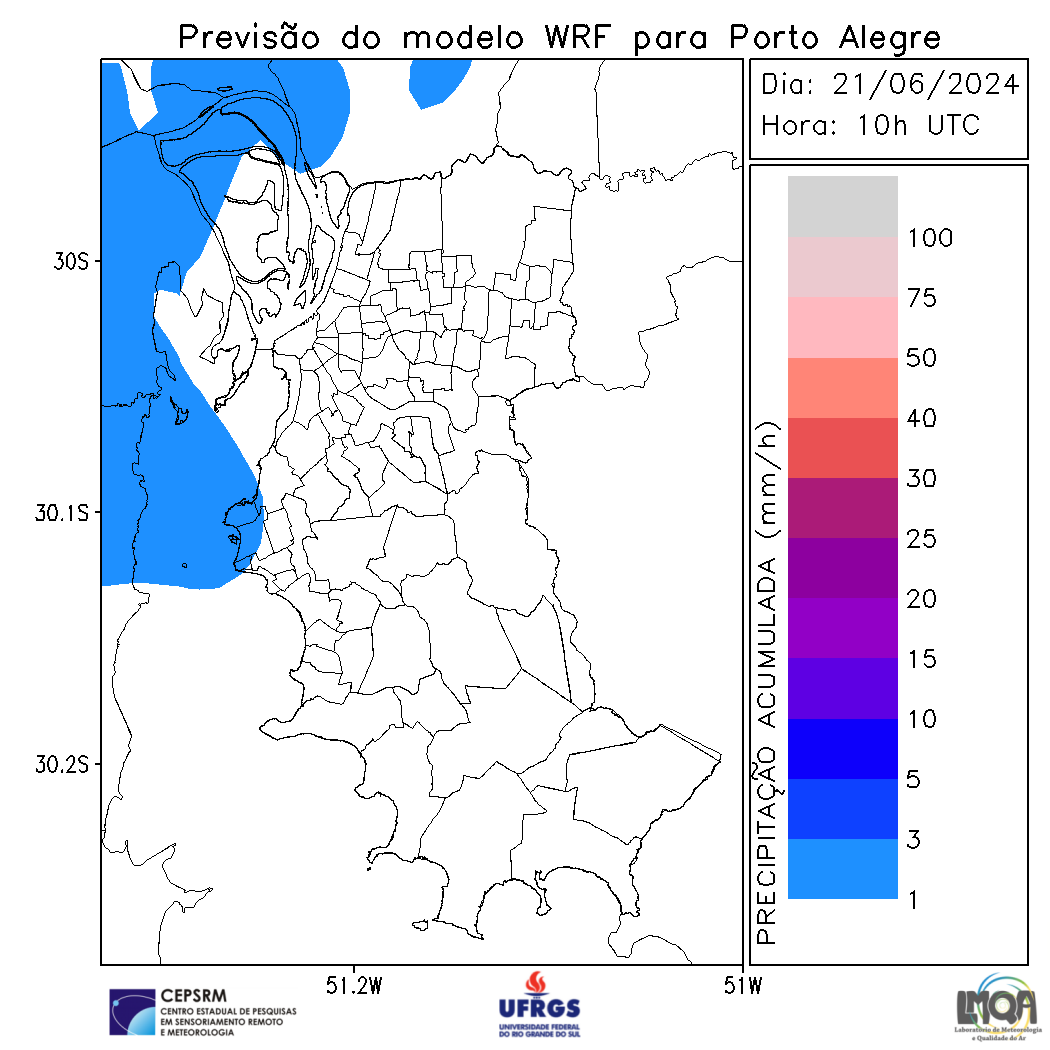 Previsão do modelo WRF para Porto Alegre
Dia: 21/06/2024
Hora: 10h UTC
30S
30.1S
30.2S
51.2W
51W
PRECIPITAÇÃO ACUMULADA (mm/h)
100
75
50
40
30
25
20
15
10
5
3
1
CEPSRM
CENTRO ESTADUAL DE PESQUISAS
EM SENSORIAMENTO REMOTO
E METEOROLOGIA
UFRGS
UNIVERSIDADE FEDERAL
DO RIO GRANDE DO SUL
LMQA
Laboratório de Meteorologia
e Qualidade do Ar